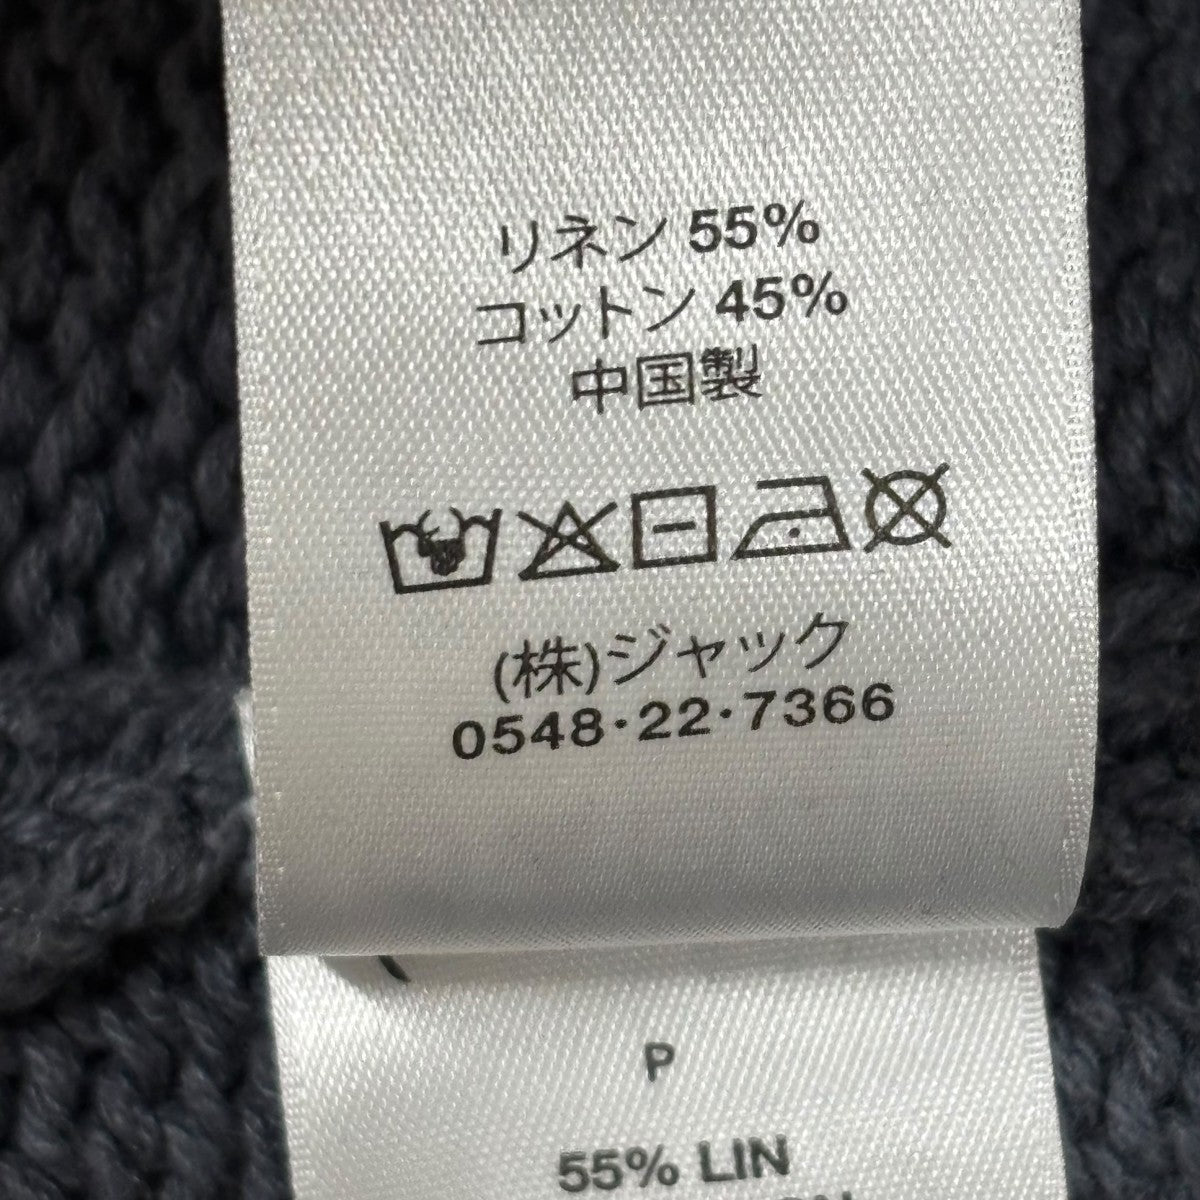 リネン 55%
コットン 45%
中国製
(株)ジャック
0548·22·7366
P
55% LIN